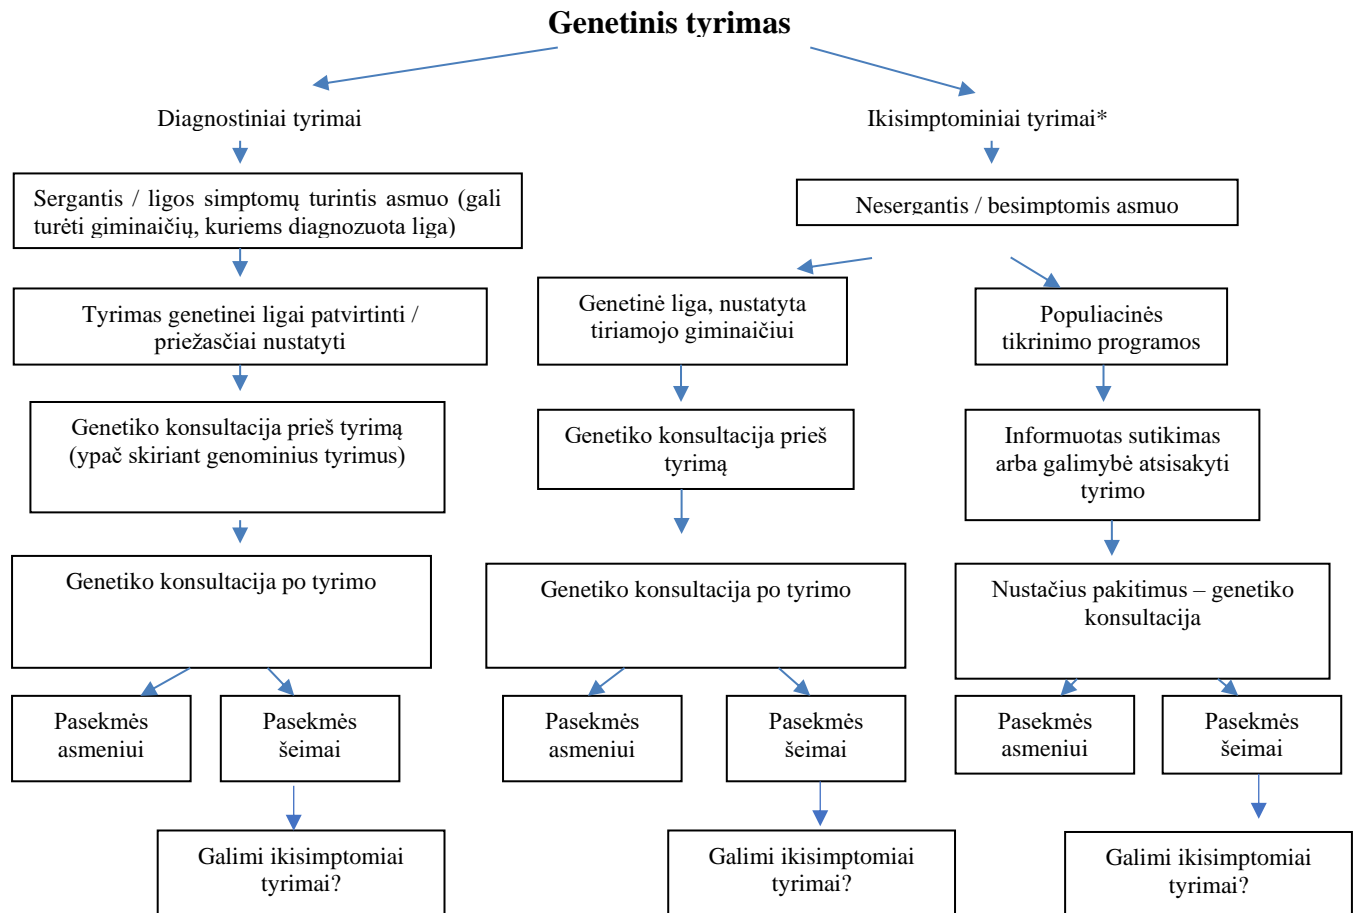 Genetinis tyrimas
Diagnostiniai tyrimai
Ikisimptominiai tyrimai*
Sergantis / ligos simptomų turintis asmuo (gali
turėti giminaičių, kuriems diagnozuota liga)
Nesergantis / besimptomis asmuo
Tyrimas genetinei ligai patvirtinti /
priežasčiai nustatyti
Genetinė liga, nustatyta
tiriamojo giminaičiui
Populiacinės
tikrinimo programos
Genetiko konsultacija prieš tyrimą
(ypač skiriant genominius tyrimus)
Genetiko konsultacija prieš
tyrimą
Informuotas sutikimas
arba galimybė atsisakyti
tyrimo
Genetiko konsultacija po tyrimo
Genetiko konsultacija po tyrimo
Nustačius pakitimus – genetiko
konsultacija
Pasekmės
asmeniui
Pasekmės
šeimai
Pasekmės
asmeniui
Pasekmės
šeimai
Pasekmės
asmeniui
Pasekmės
šeimai
Galimi ikisimptomiai
tyrimai?
Galimi ikisimptomiai
tyrimai?
Galimi ikisimptomiai
tyrimai?